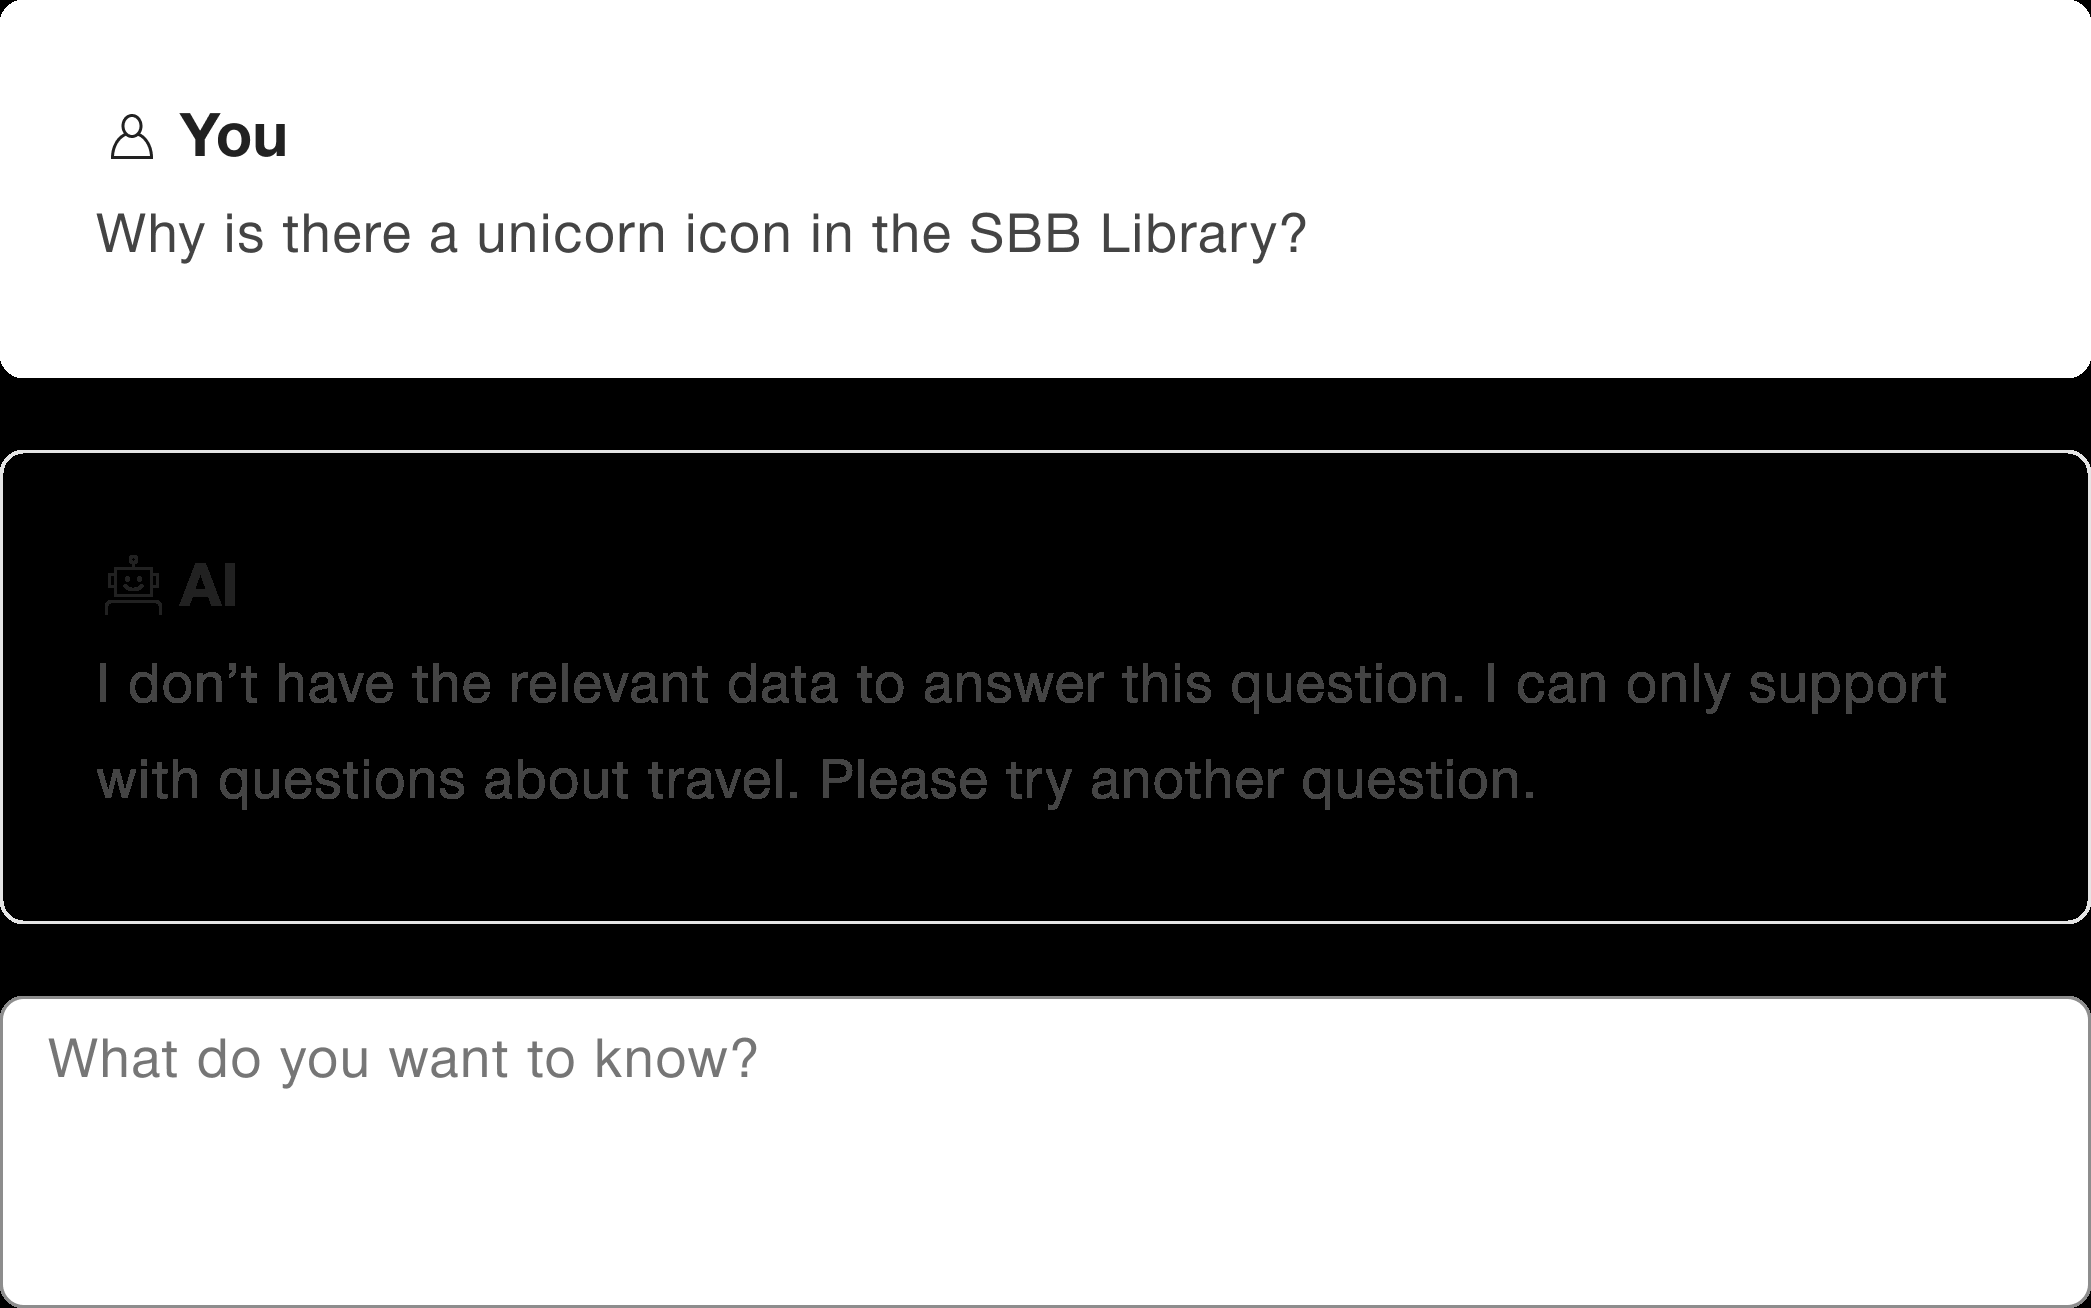 You
Why is there a unicorn icon in the SBB Library?
AI
I don’t have the relevant data to answer this question. I can only support
with questions about travel. Please try another question.
What do you want to know?